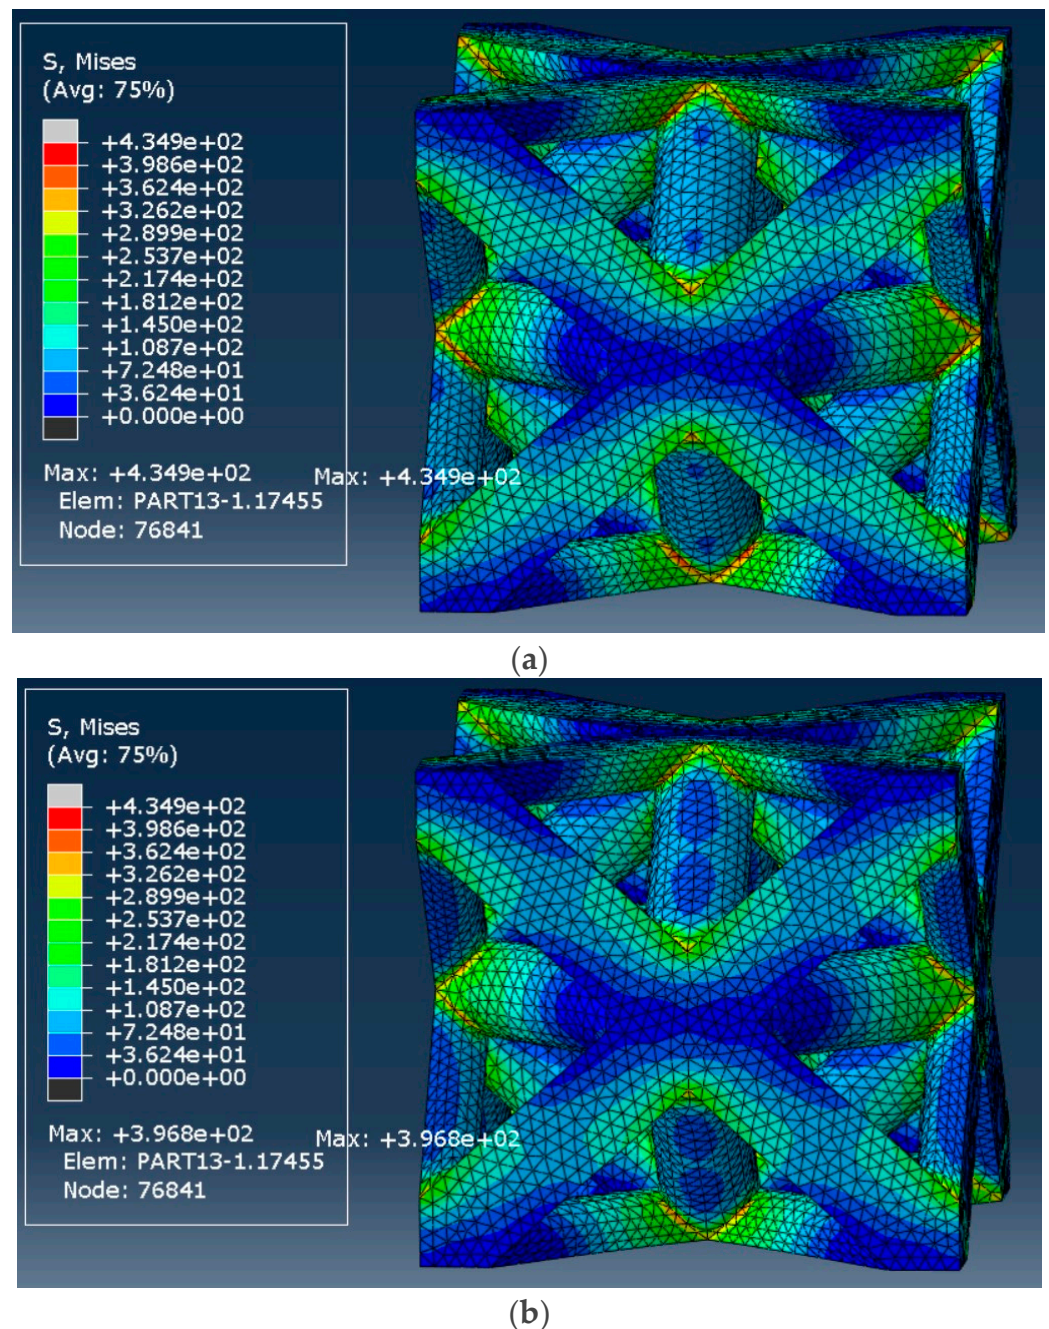 S, Mises
(Avg: 75%)
+4.349e+02
+3.986e+02
+3.624e+02
+3.262e+02
+2.899e+02
+2.537e+02
+2.174e+02
+1.812e+02
+1.450e+02
+1.087e+02
+7.248e+01
+3.624e+01
+0.000e+00
Max: +4.349e+02
Elem: PART13-1.17455
Node: 76841
Max: +4.349e+02
(a)
S, Mises
(Avg: 75%)
+4.349e+02
+3.986e+02
+3.624e+02
+3.262e+02
+2.899e+02
+2.537e+02
+2.174e+02
+1.812e+02
+1.450e+02
+1.087e+02
+7.248e+01
+3.624e+01
+0.000e+00
Max: +3.968e+02
Elem: PART13-1.17455
Node: 76841
Max: +3.968e+02
(b)